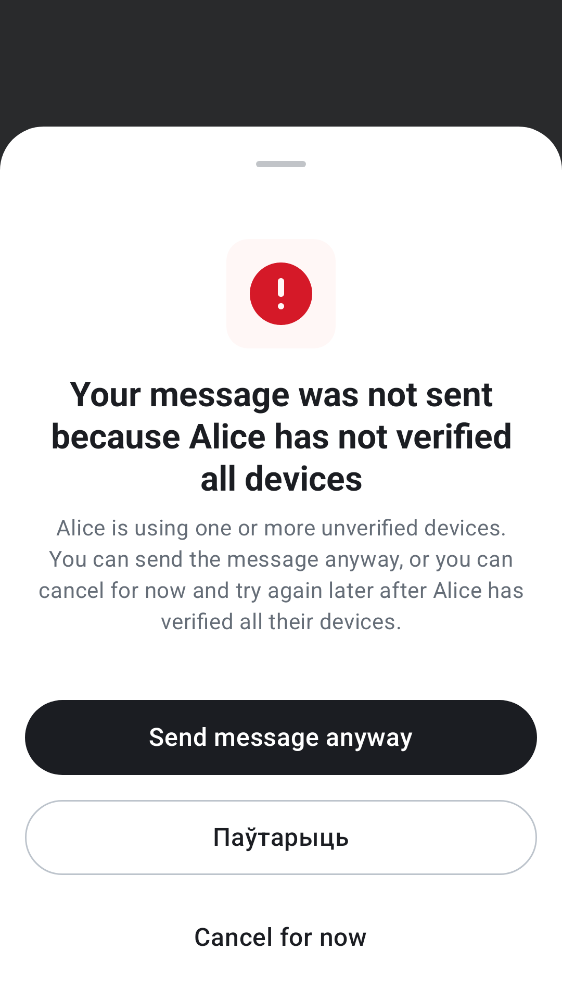 Your message was not sent
because Alice has not verified
all devices
Alice is using one or more unverified devices.
You can send the message anyway, or you can
cancel for now and try again later after Alice has
verified all their devices.
Send message anyway
Паўтарыць
Cancel for now